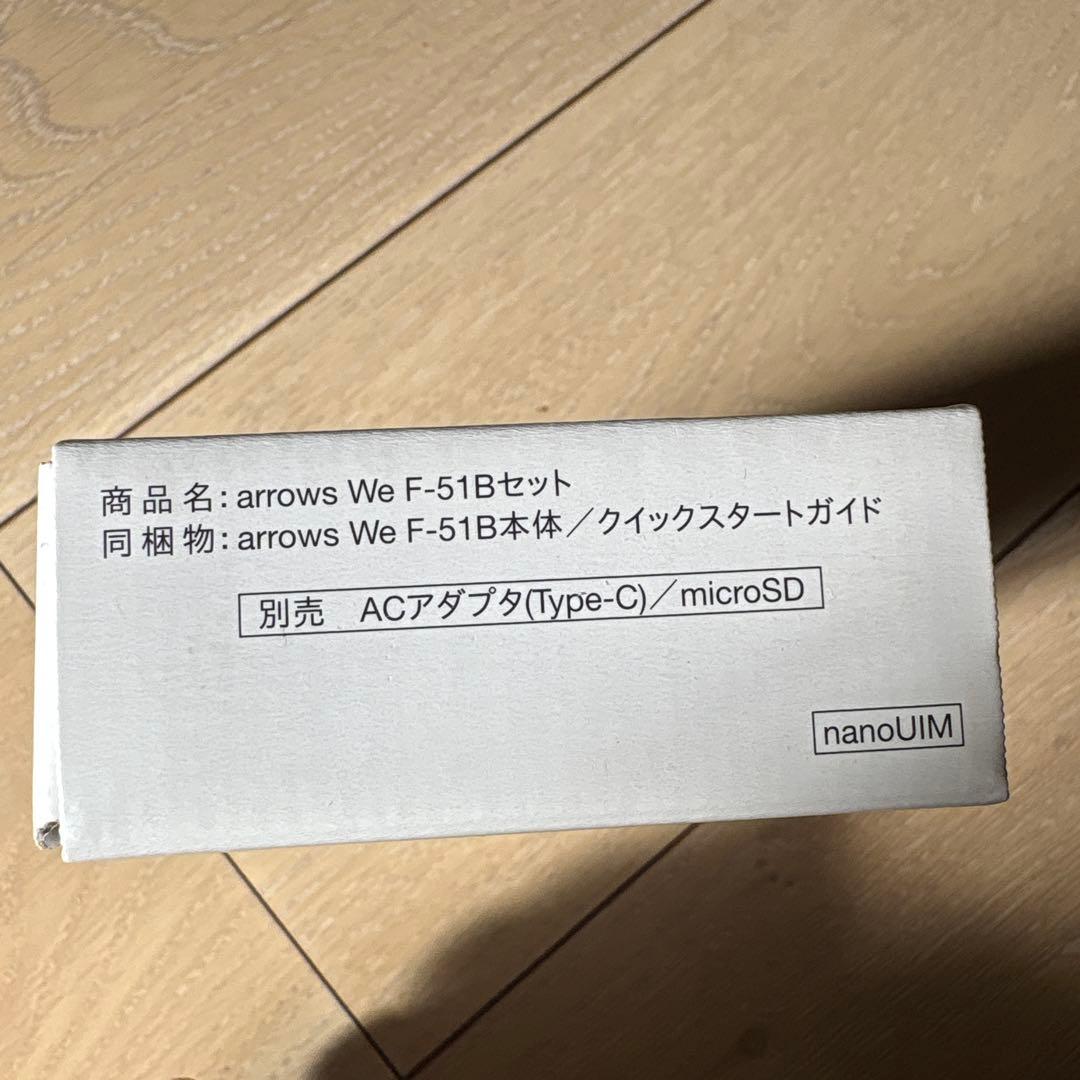 商品名：arrows We F-51Bセット
同梱物：arrows We F-51B本体／クイックスタートガイド
別売　ACアダプタ(Type-C)／microSD
nanoUIM